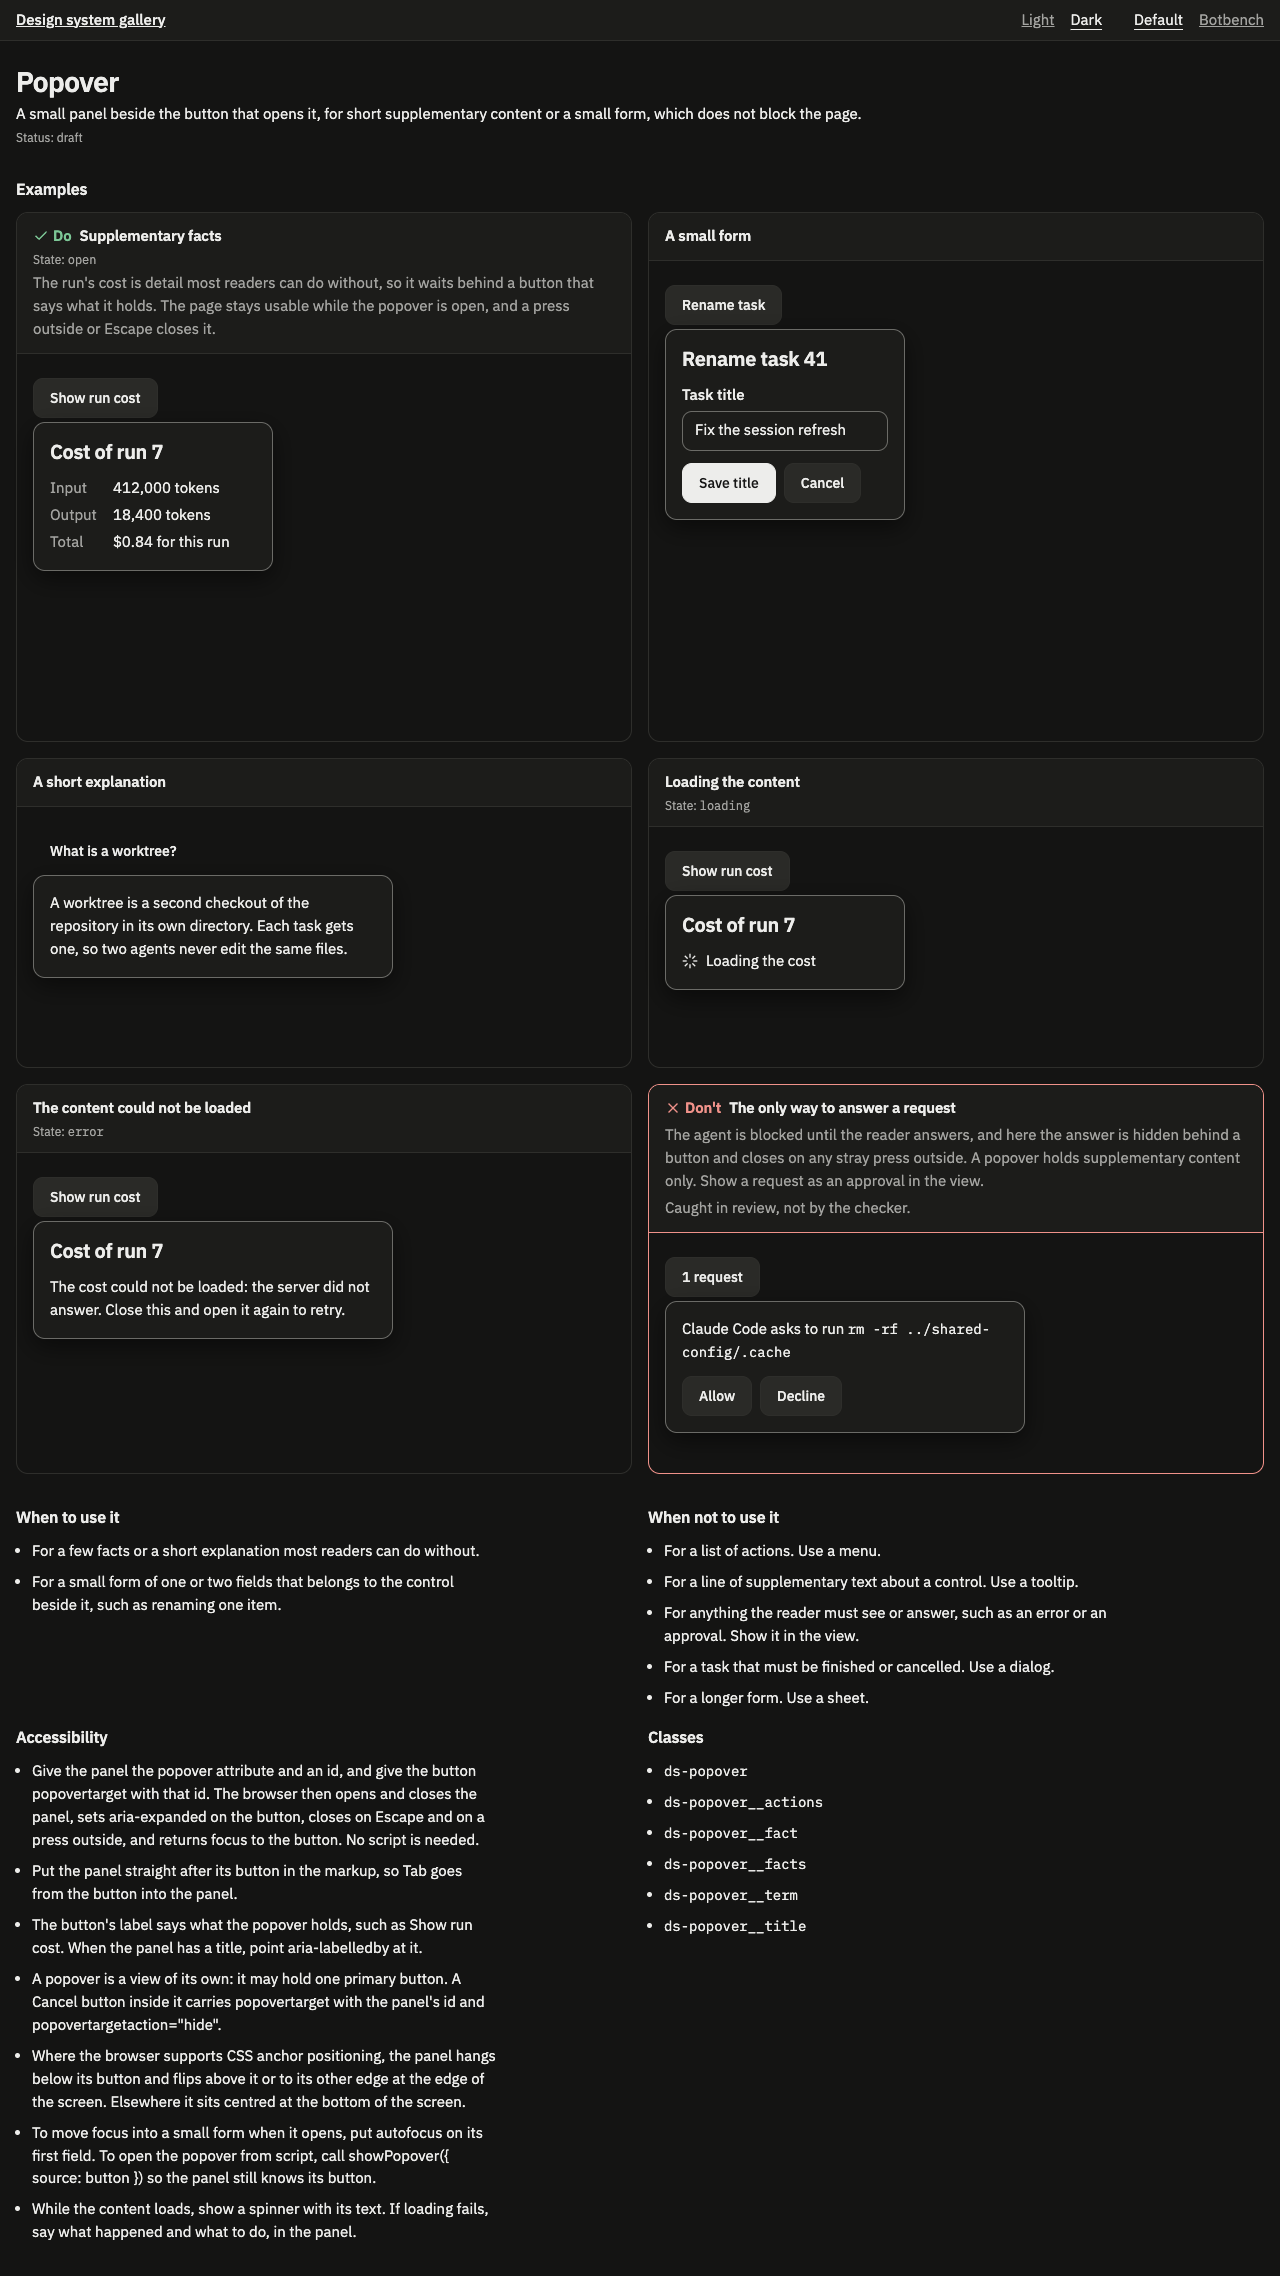 Design system gallery
Light Dark Default Botbench
Popover
A small panel beside the button that opens it, for short supplementary content or a small form, which does not block the page.
Status: draft
Examples
Do Supplementary facts
State: open
The run's cost is detail most readers can do without, so it waits behind a button that
says what it holds. The page stays usable while the popover is open, and a press
outside or Escape closes it.
Show run cost
Cost of run 7
Input 412,000 tokens
Output 18,400 tokens
Total $0.84 for this run
A small form
Rename task
Rename task 41
Task title
Fix the session refresh
Save title Cancel
A short explanation
What is a worktree?
A worktree is a second checkout of the
repository in its own directory. Each task gets
one, so two agents never edit the same files.
Loading the content
State: loading
Show run cost
Cost of run 7
Loading the cost
The content could not be loaded
State: error
Show run cost
Cost of run 7
The cost could not be loaded: the server did not
answer. Close this and open it again to retry.
Don't The only way to answer a request
The agent is blocked until the reader answers, and here the answer is hidden behind a
button and closes on any stray press outside. A popover holds supplementary content
only. Show a request as an approval in the view.
Caught in review, not by the checker.
1 request
Claude Code asks to run rm -rf ../shared-
config/.cache
Allow Decline
When to use it
• For a few facts or a short explanation most readers can do without.
• For a small form of one or two fields that belongs to the control
beside it, such as renaming one item.
When not to use it
• For a list of actions. Use a menu.
• For a line of supplementary text about a control. Use a tooltip.
• For anything the reader must see or answer, such as an error or an
approval. Show it in the view.
• For a task that must be finished or cancelled. Use a dialog.
• For a longer form. Use a sheet.
Accessibility
• Give the panel the popover attribute and an id, and give the button
popovertarget with that id. The browser then opens and closes the
panel, sets aria-expanded on the button, closes on Escape and on a
press outside, and returns focus to the button. No script is needed.
• Put the panel straight after its button in the markup, so Tab goes
from the button into the panel.
• The button's label says what the popover holds, such as Show run
cost. When the panel has a title, point aria-labelledby at it.
• A popover is a view of its own: it may hold one primary button. A
Cancel button inside it carries popovertarget with the panel's id and
popovertargetaction="hide".
• Where the browser supports CSS anchor positioning, the panel hangs
below its button and flips above it or to its other edge at the edge of
the screen. Elsewhere it sits centred at the bottom of the screen.
• To move focus into a small form when it opens, put autofocus on its
first field. To open the popover from script, call showPopover({
source: button }) so the panel still knows its button.
• While the content loads, show a spinner with its text. If loading fails,
say what happened and what to do, in the panel.
Classes
• ds-popover
• ds-popover__actions
• ds-popover__fact
• ds-popover__facts
• ds-popover__term
• ds-popover__title